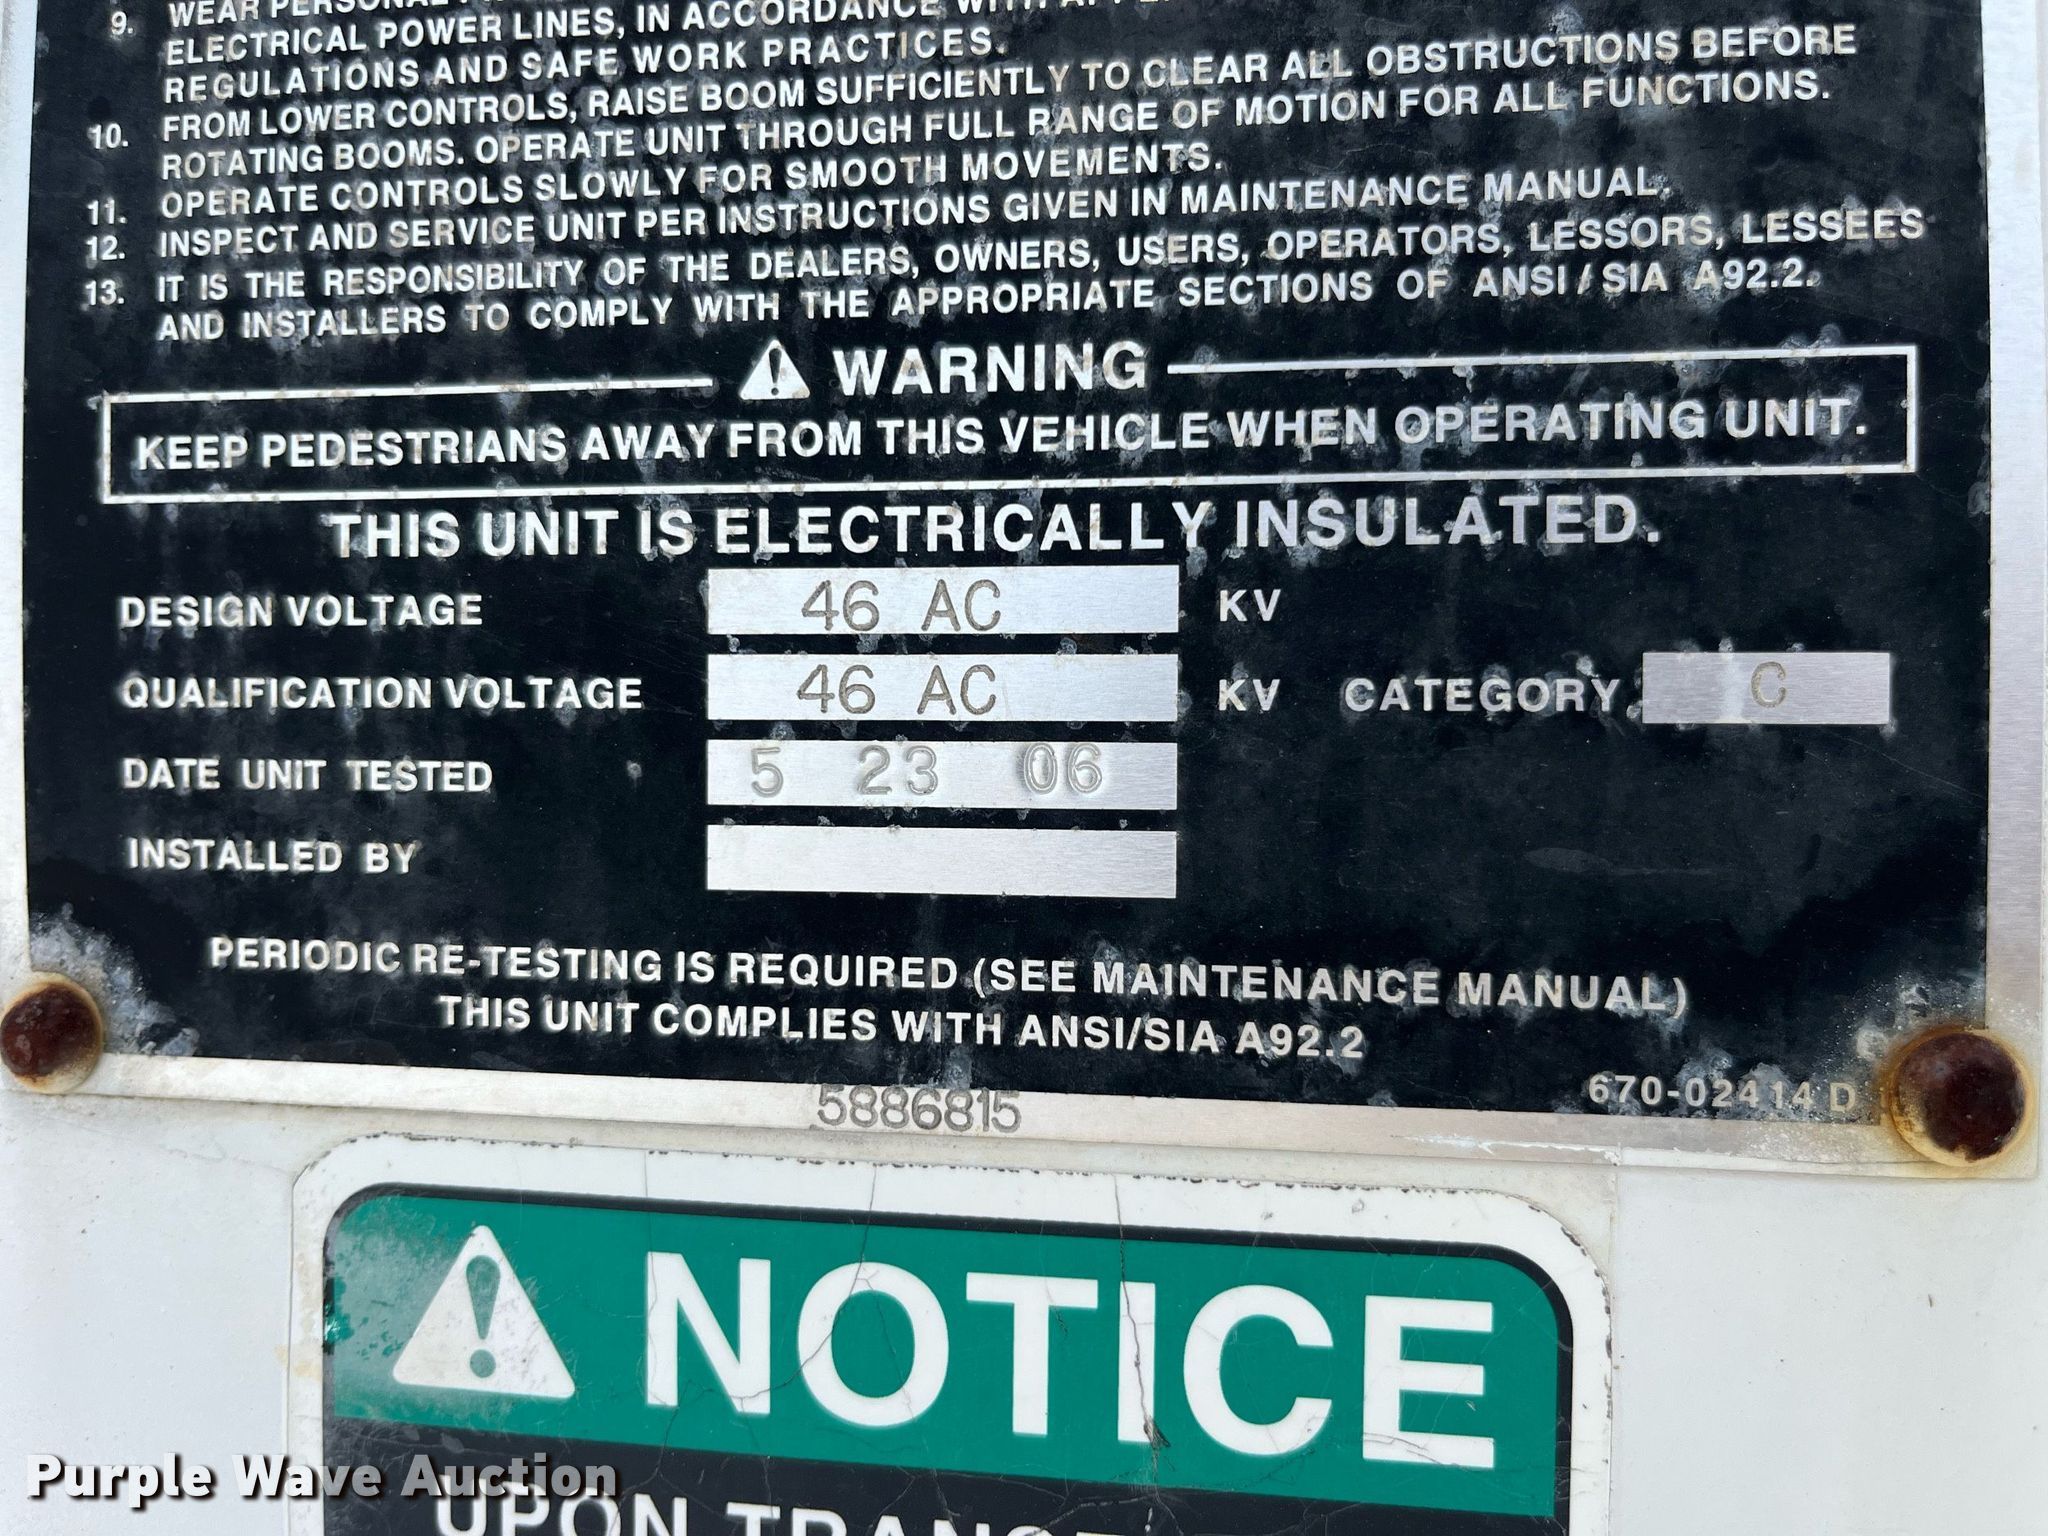 9. WEAR
ELECTRICAL POWER LINES, IN ACCORDANCE WITH
REGULATIONS AND SAFE WORK PRACTICES.
10. FROM LOWER CONTROLS, RAISE BOOM SUFFICIENTLY TO CLEAR ALL OBSTRUCTIONS BEFORE
ROTATING BOOMS. OPERATE UNIT THROUGH FULL RANGE OF MOTION FOR ALL FUNCTIONS.
11. OPERATE CONTROLS SLOWLY FOR SMOOTH MOVEMENTS.
12. INSPECT AND SERVICE UNIT PER INSTRUCTIONS GIVEN IN MAINTENANCE MANUAL.
13. IT IS THE RESPONSIBILITY OF THE DEALERS, OWNERS, USERS, OPERATORS, LESSORS, LESSEES
AND INSTALLERS TO COMPLY WITH THE APPROPRIATE SECTIONS OF ANSI/SIA A92.2.
WARNING
KEEP PEDESTRIANS AWAY FROM THIS VEHICLE WHEN OPERATING UNIT.
THIS UNIT IS ELECTRICALLY INSULATED.
DESIGN VOLTAGE 46 AC KV
QUALIFICATION VOLTAGE 46 AC KV CATEGORY C
DATE UNIT TESTED 5 23 06
INSTALLED BY
PERIODIC RE-TESTING IS REQUIRED (SEE MAINTENANCE MANUAL)
THIS UNIT COMPLIES WITH ANSI/SIA A92.2
670-02414 D
5886815
NOTICE
UPON
Purple Wave Auction